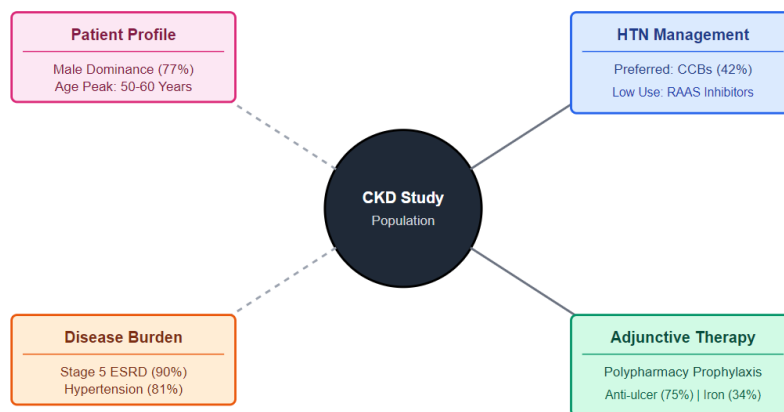 Patient Profile
Male Dominance (77%)
Age Peak: 50-60 Years
HTN Management
Preferred: CCBs (42%)
Low Use: RAAS Inhibitors
CKD Study
Population
Disease Burden
Stage 5 ESRD (90%)
Hypertension (81%)
Adjunctive Therapy
Polypharmacy Prophylaxis
Anti-ulcer (75%) | Iron (34%)